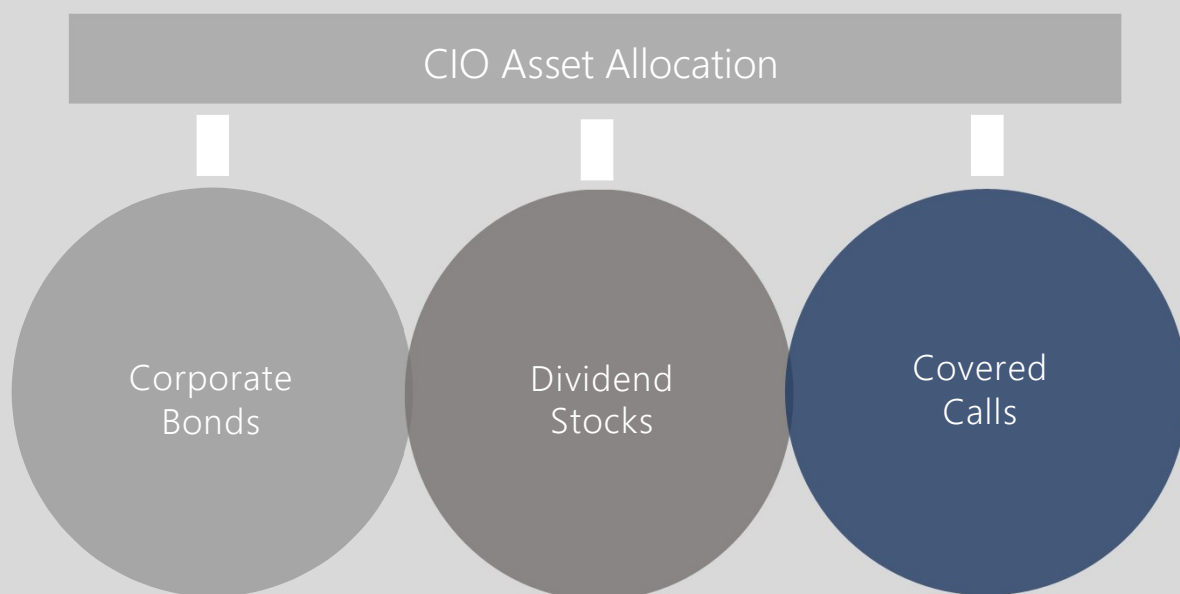 CIO Asset Allocation
Corporate
Bonds
Dividend
Stocks
Covered
Calls